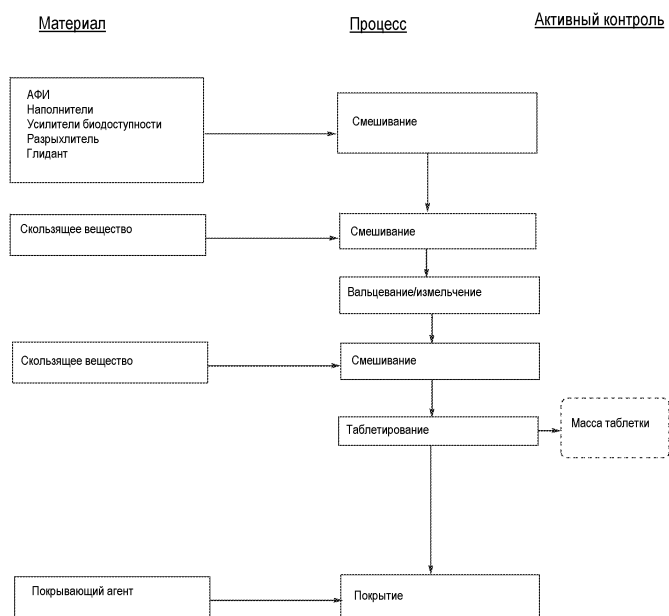 Материал
Процесс
Активный контроль
АФИ
Наполнители
Усилители биодоступности
Разрыхлитель
Глидант
Смешивание
Скользящее вещество
Смешивание
Вальцевание/измельчение
Скользящее вещество
Смешивание
Таблетирование
Масса таблетки
Покрывающий агент
Покрытие